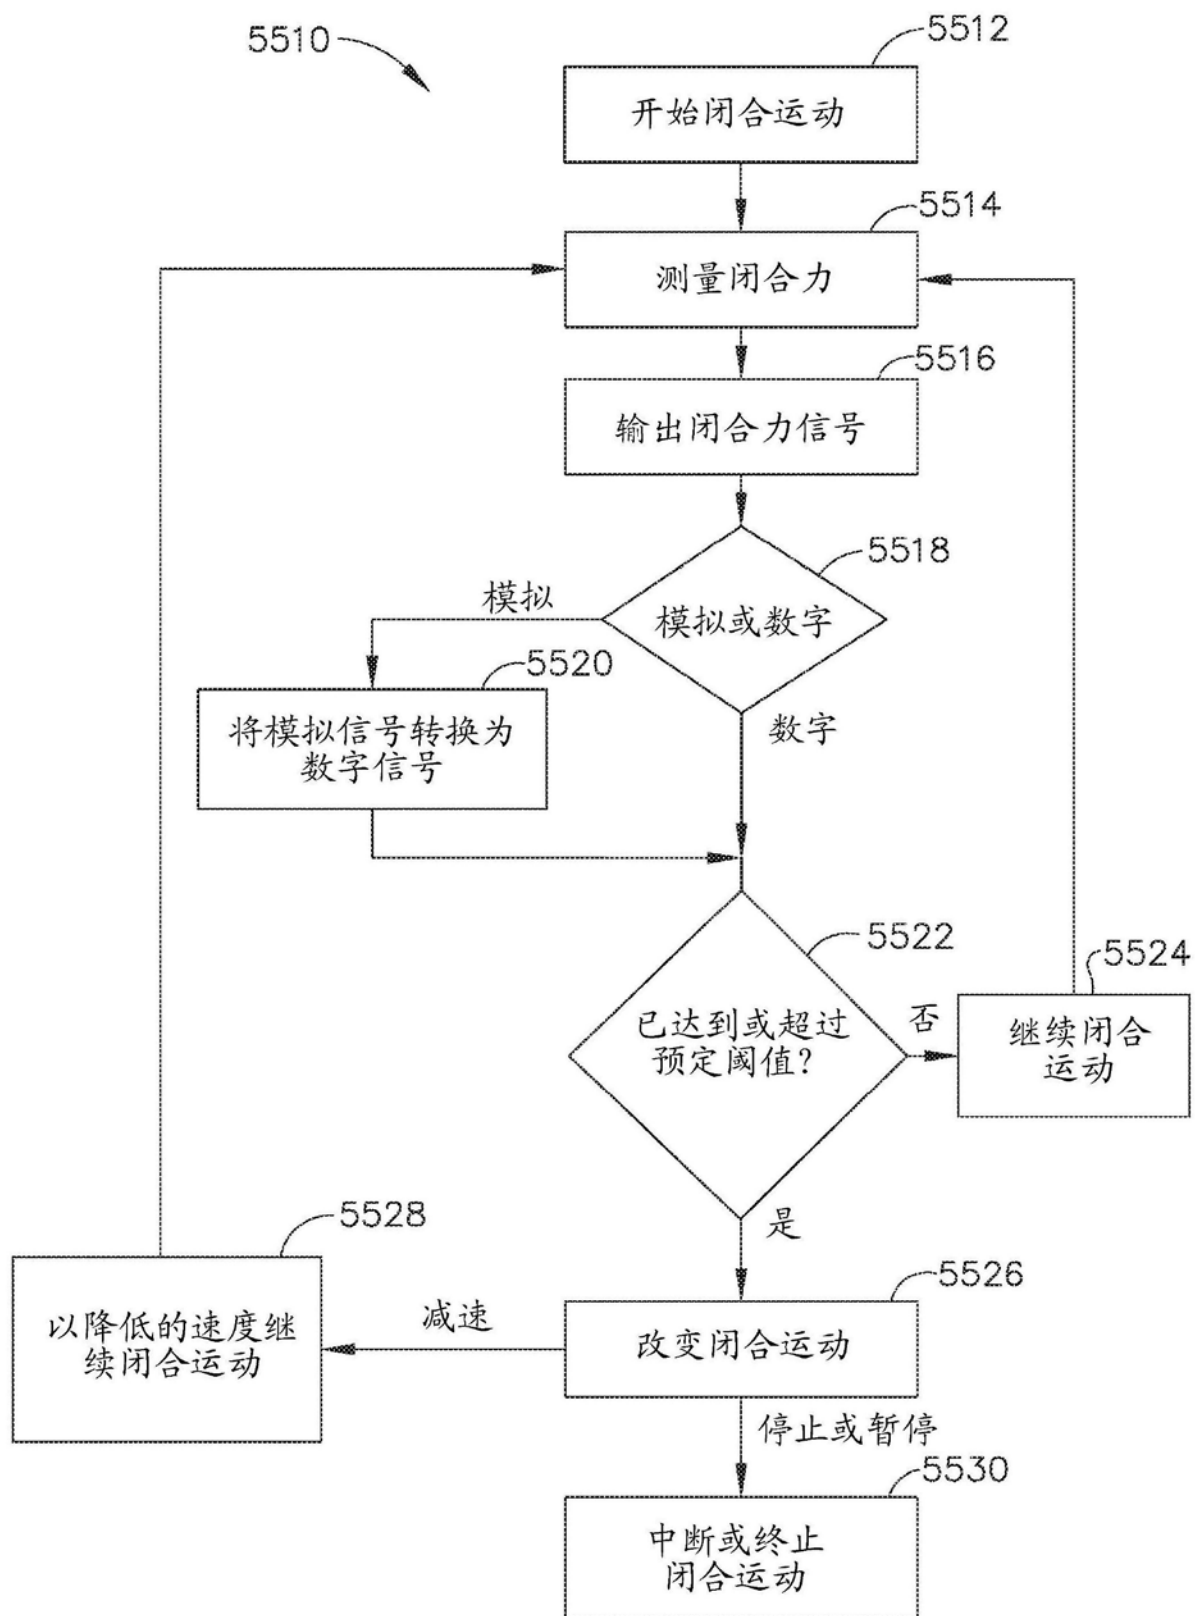 5510
5512
开始闭合运动
5514
测量闭合力
5516
输出闭合力信号
5518
模拟
模拟或数字
5520
将模拟信号转换为
数字信号
数字
5522
已达到或超过
预定阈值?
否
5524
继续闭合
运动
是
5528
以降低的速度继
续闭合运动
减速
5526
改变闭合运动
停止或暂停
5530
中断或终止
闭合运动